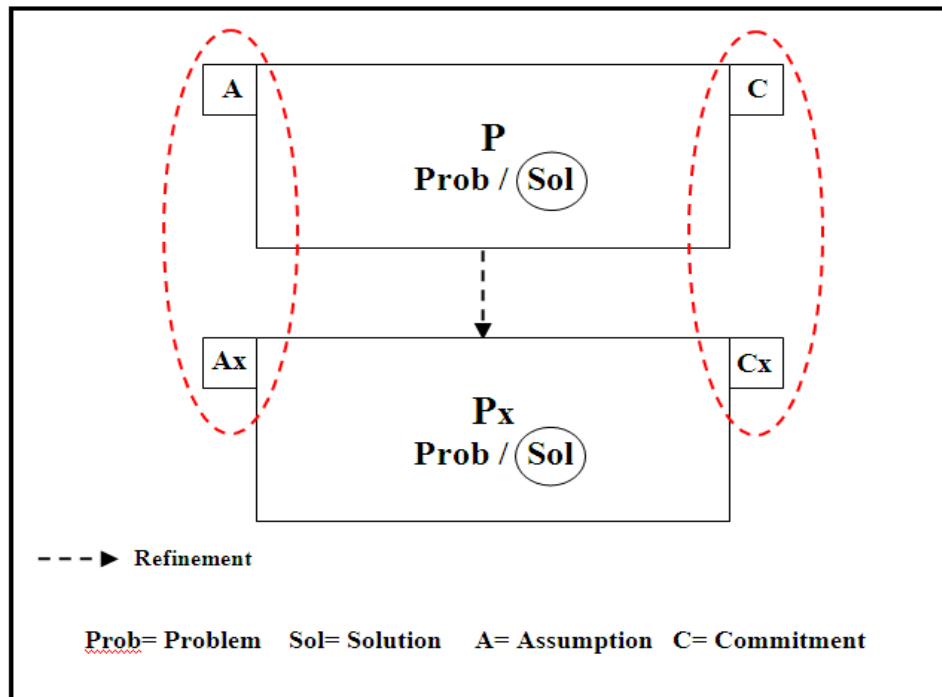 A
C
P
Prob / Sol
Ax
Cx
Px
Prob / Sol
Refinement
Prob= Problem Sol= Solution A= Assumption C= Commitment